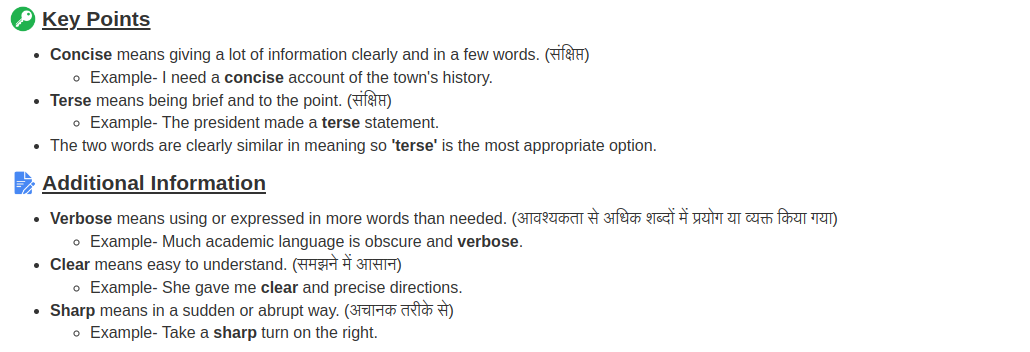 Key Points
Concise means giving a lot of information clearly and in a few words. (संक्षिप्त)
Example- I need a concise account of the town's history.
Terse means being brief and to the point. (संक्षिप्त)
Example- The president made a terse statement.
The two words are clearly similar in meaning so 'terse' is the most appropriate option.
Additional Information
Verbose means using or expressed in more words than needed. (आवश्यकता से अधिक शब्दों में प्रयोग या व्यक्त किया गया)
Example- Much academic language is obscure and verbose.
Clear means easy to understand. (समझने में आसान)
Example- She gave me clear and precise directions.
Sharp means in a sudden or abrupt way. (अचानक तरीके से)
Example- Take a sharp turn on the right.